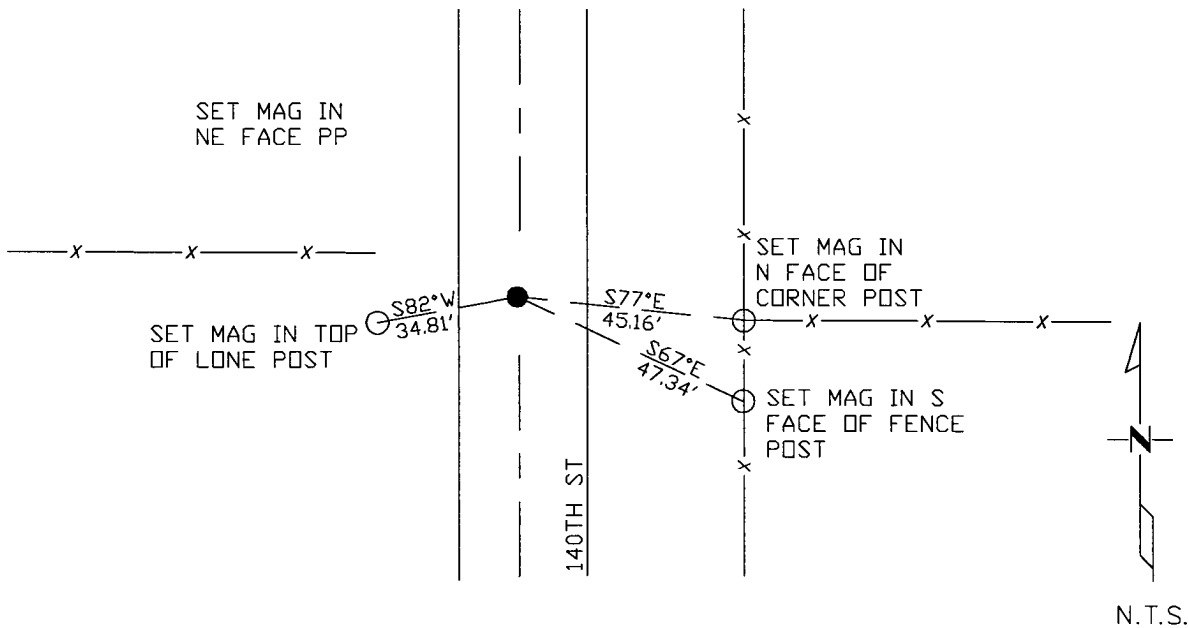 SET MAG IN
NE FACE PP
SET MAG IN
N FACE OF
CORNER POST
S82°W
34.81'
S77°E
45.16'
SET MAG IN TOP
OF LONE POST
S67°E
47.34'
SET MAG IN S
FACE OF FENCE
POST
140TH ST
N
N.T.S.
x
x
x
x
x
x
x
x
x
x